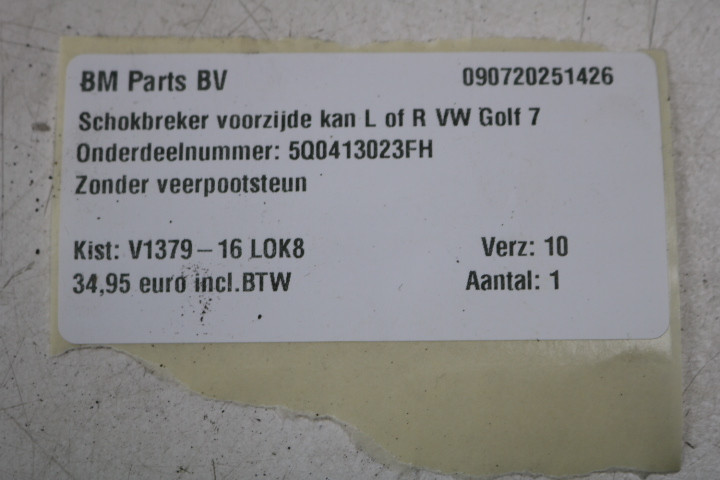 BM Parts BV 090720251426
Schokbreker voorzijde kan L of R VW Golf 7
Onderdeelnummer: 5Q0413023FH
Zonder veerpootsteun
Kist: V1379-16 LOK8 Verz: 10
34,95 euro incl.BTW Aantal: 1